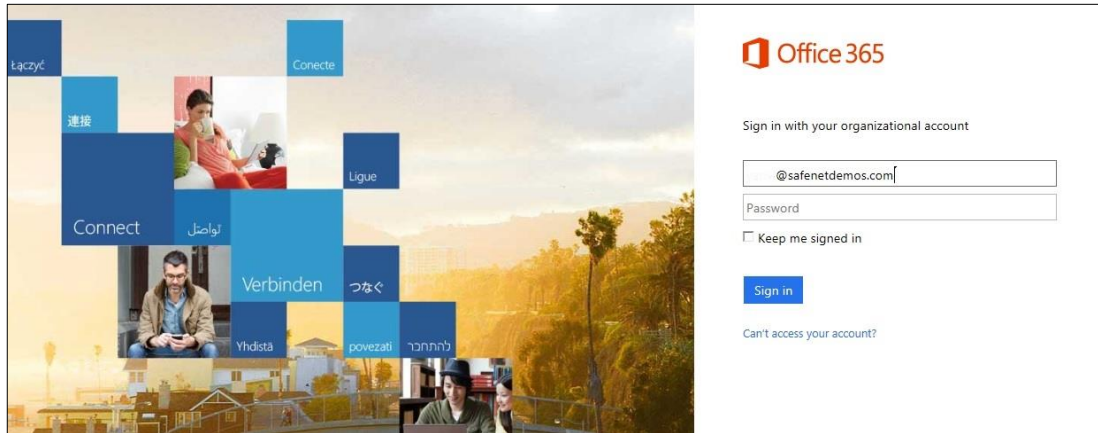 Łączyć
Conecte
連接
Ligue
Connect
تواصَل
Verbinden
つなぐ
Yhdistä
povezati
להתחבר
Office 365
Sign in with your organizational account
@safenetdemos.com
Password
Keep me signed in
Sign in
Can't access your account?